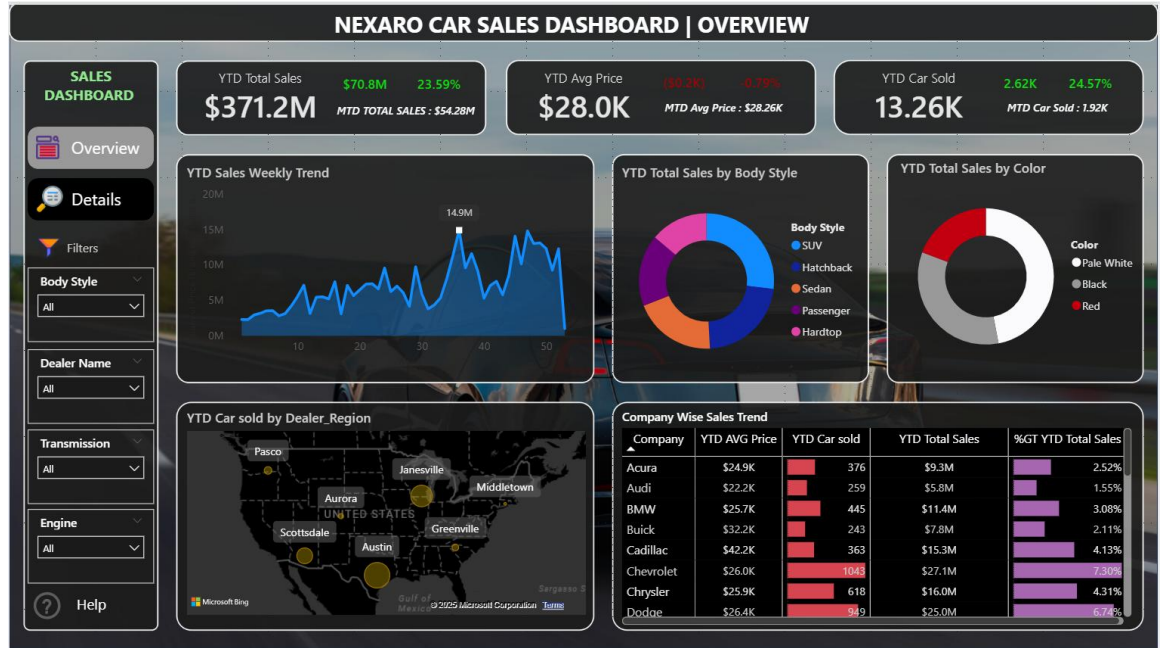 NEXARO CAR SALES DASHBOARD | OVERVIEW
SALES
DASHBOARD
Overview
Details
Filters
Body Style
All
Dealer Name
All
Transmission
All
Engine
All
Help
YTD Total Sales
$371.2M
$70.8M 23.59%
MTD TOTAL SALES : $54.28M
YTD Avg Price
$28.0K
($0.2K) -0.79%
MTD Avg Price : $28.26K
YTD Car Sold
13.26K
2.62K 24.57%
MTD Car Sold : 1.92K
YTD Sales Weekly Trend
20M
15M
10M
5M
0M
14.9M
10 20 30 40 50
YTD Total Sales by Body Style
Body Style
SUV
Hatchback
Sedan
Passenger
Hardtop
YTD Total Sales by Color
Color
Pale White
Black
Red
YTD Car sold by Dealer_Region
Pasco
Janesville
Middletown
Aurora
UNITED STATES
Scottsdale
Greenville
Austin
Gulf of
Mexico
Sargasso S
Microsoft Bing
© 2025 Microsoft Corporation Terms
Company Wise Sales Trend
Company YTD AVG Price YTD Car sold YTD Total Sales %GT YTD Total Sales
Acura $24.9K 376 $9.3M 2.52%
Audi $22.2K 259 $5.8M 1.55%
BMW $25.7K 445 $11.4M 3.08%
Buick $32.2K 243 $7.8M 2.11%
Cadillac $42.2K 363 $15.3M 4.13%
Chevrolet $26.0K 1043 $27.1M 7.30%
Chrysler $25.9K 618 $16.0M 4.31%
Dodge $26.4K 949 $25.0M 6.74%